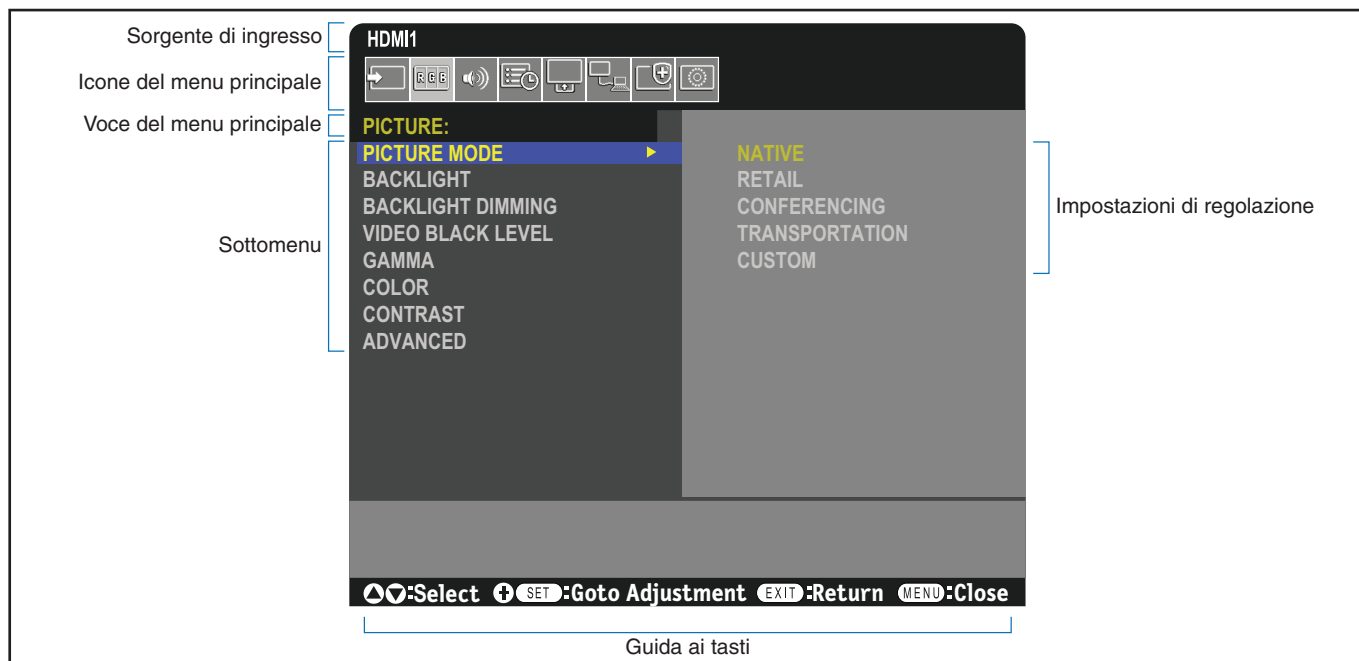 Sorgente di ingresso
HDMI1
Icone del menu principale
RGB
Voce del menu principale
PICTURE:
Sottomenu
PICTURE MODE
BACKLIGHT
BACKLIGHT DIMMING
VIDEO BLACK LEVEL
GAMMA
COLOR
CONTRAST
ADVANCED
NATIVE
RETAIL
CONFERENCING
TRANSPORTATION
CUSTOM
Impostazioni di regolazione
:Select SET:Goto Adjustment EXIT:Return MENU:Close
Guida ai tasti